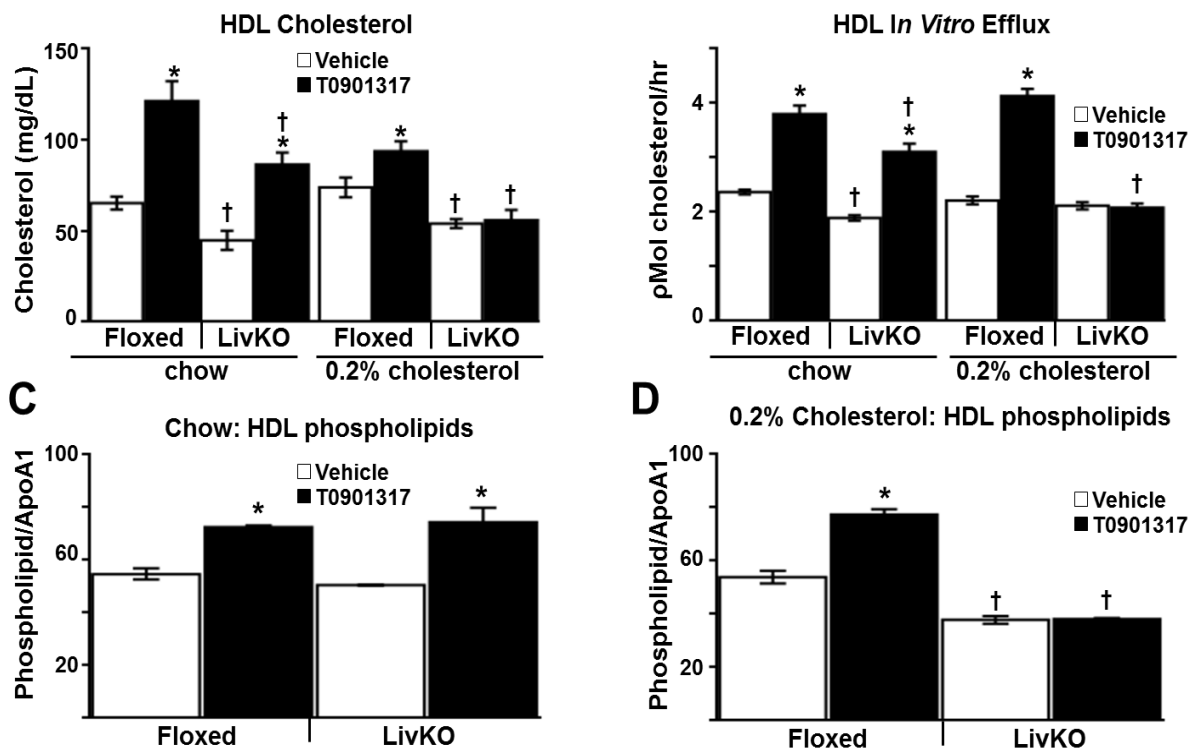 HDL Cholesterol
Cholesterol (mg/dL)
150
100
50
0
Vehicle
T0901317
*
†
†
*
*
†
†
Floxed
LivKO
Floxed
LivKO
chow
0.2% cholesterol
HDL In Vitro Efflux
ρMol cholesterol/hr
4
2
0
Vehicle
T0901317
*
†
†
*
*
†
Floxed
LivKO
Floxed
LivKO
chow
0.2% cholesterol
C
Chow: HDL phospholipids
Phospholipid/ApoA1
100
60
20
Vehicle
T0901317
*
*
Floxed
LivKO
D
0.2% Cholesterol: HDL phospholipids
Phospholipid/ApoA1
100
60
20
Vehicle
T0901317
*
†
†
Floxed
LivKO